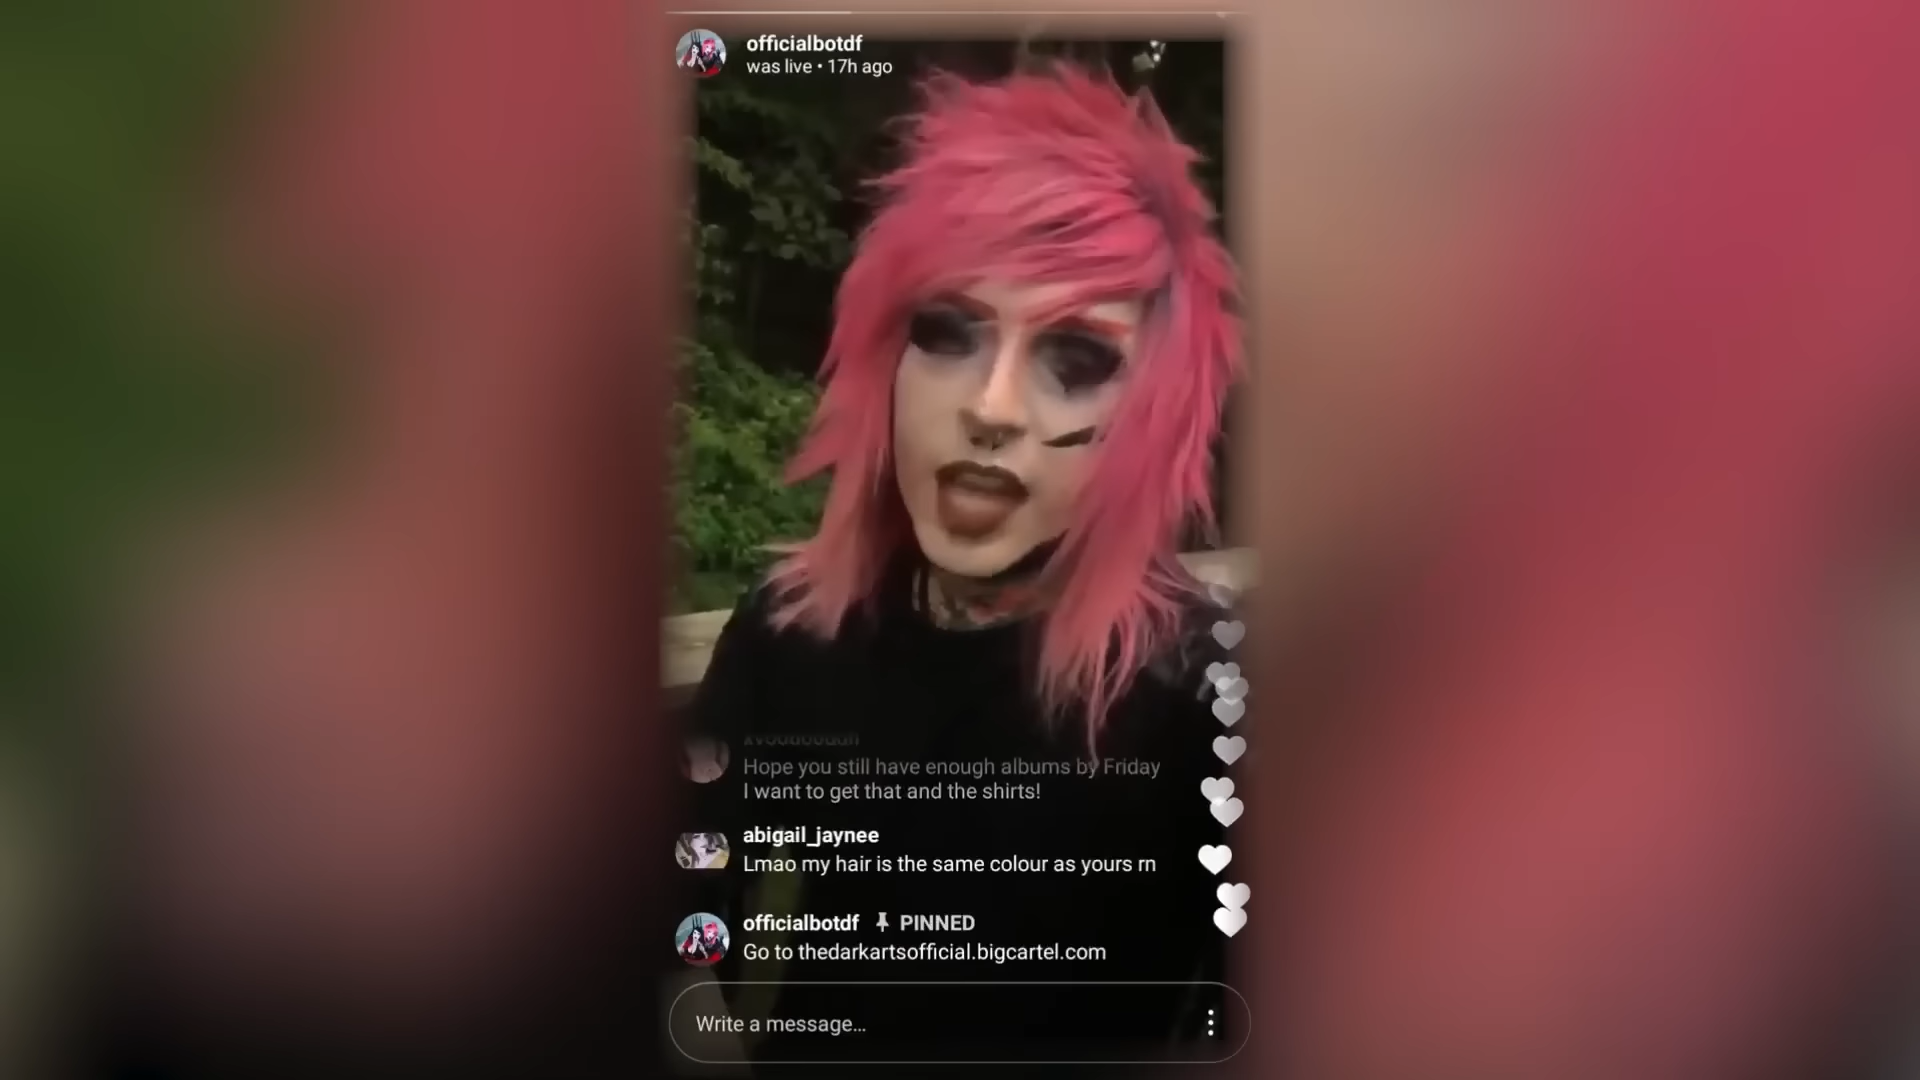 officialbotdf
was live • 17h ago
Hope you still have enough albums by Friday
I want to get that and the shirts!
abigail_jaynee
Lmao my hair is the same colour as yours rn
officialbotdf PINNED
Go to thedarkartsofficial.bigcartel.com
Write a message...